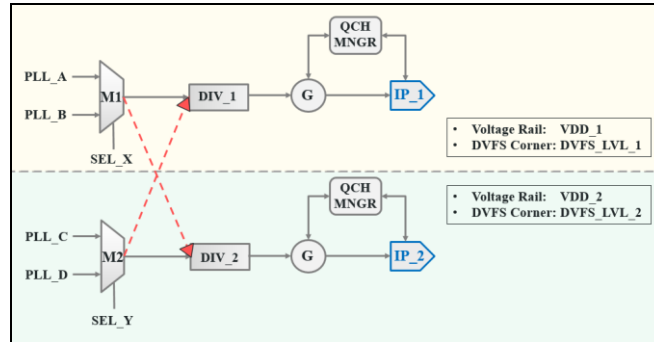 QCH
MNGR
PLL_A
M1
DIV_1
G
IP_1
PLL_B
SEL_X
• Voltage Rail: VDD_1
• DVFS Corner: DVFS_LVL_1
QCH
MNGR
• Voltage Rail: VDD_2
• DVFS Corner: DVFS_LVL_2
PLL_C
M2
DIV_2
G
IP_2
PLL_D
SEL_Y